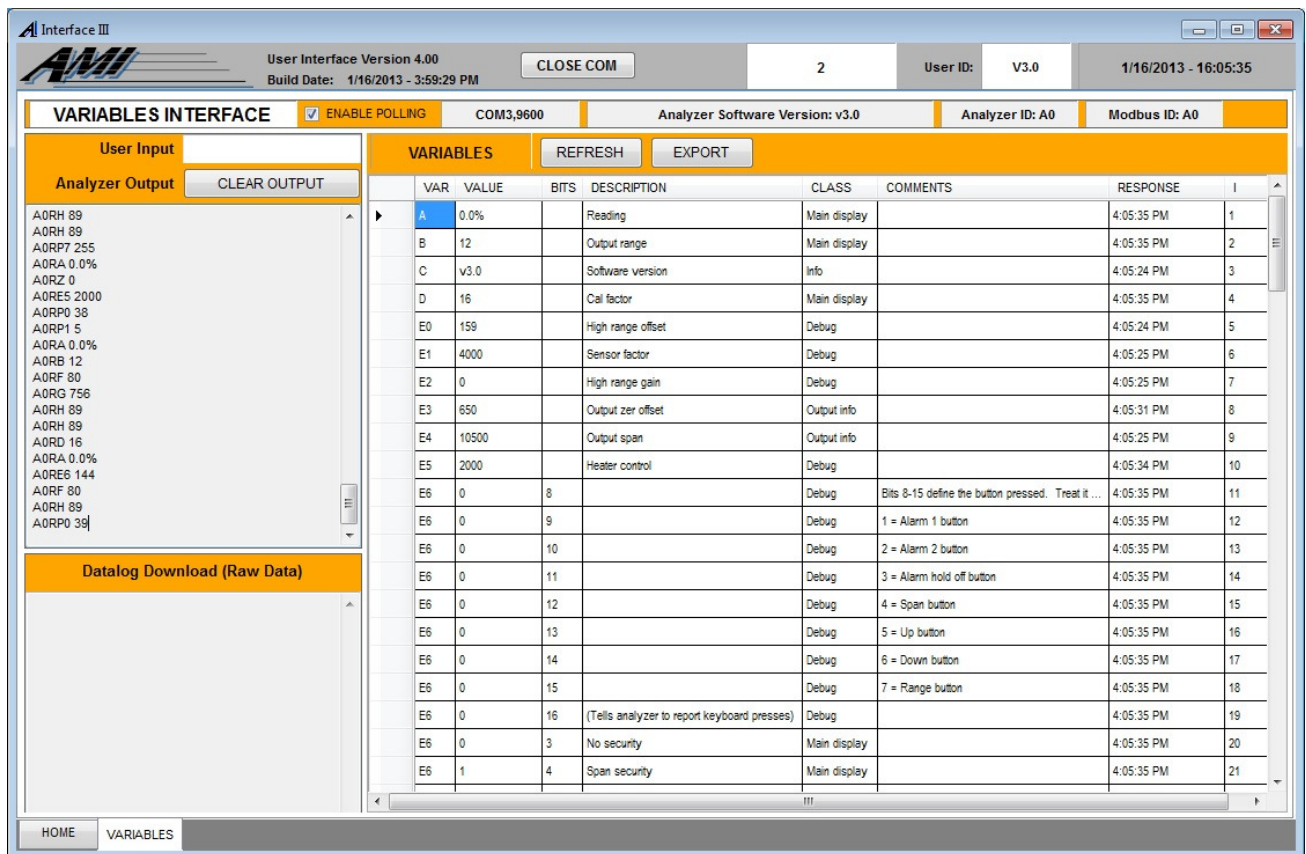 Interface III
AMI
User Interface Version 4.00
Build Date: 1/16/2013 - 3:59:29 PM
CLOSE COM
2
User ID:
V3.0
1/16/2013 - 16:05:35
VARIABLES INTERFACE
ENABLE POLLING
COM3,9600
Analyzer Software Version: v3.0
Analyzer ID: A0
Modbus ID: A0
User Input
Analyzer Output
CLEAR OUTPUT
A0RH 89
A0RH 89
A0RP7 255
A0RA 0.0%
A0RZ 0
A0RE5 2000
A0RP0 38
A0RP1 5
A0RA 0.0%
A0RB 12
A0RF 80
A0RG 756
A0RH 89
A0RH 89
A0RD 16
A0RA 0.0%
A0RE6 144
A0RF 80
A0RH 89
A0RP0 39
Datalog Download (Raw Data)
VARIABLES
REFRESH
EXPORT
VAR VALUE BITS DESCRIPTION CLASS COMMENTS RESPONSE I
A 0.0% Reading Main display 4:05:35 PM 1
B 12 Output range Main display 4:05:35 PM 2
C v3.0 Software version Info 4:05:24 PM 3
D 16 Cal factor Main display 4:05:35 PM 4
E0 159 High range offset Debug 4:05:24 PM 5
E1 4000 Sensor factor Debug 4:05:25 PM 6
E2 0 High range gain Debug 4:05:25 PM 7
E3 650 Output zer offset Output info 4:05:31 PM 8
E4 10500 Output span Output info 4:05:25 PM 9
E5 2000 Heater control Debug 4:05:34 PM 10
E6 0 8 Debug Bits 8-15 define the button pressed. Treat it ... 4:05:35 PM 11
E6 0 9 Debug 1 = Alarm 1 button 4:05:35 PM 12
E6 0 10 Debug 2 = Alarm 2 button 4:05:35 PM 13
E6 0 11 Debug 3 = Alarm hold off button 4:05:35 PM 14
E6 0 12 Debug 4 = Span button 4:05:35 PM 15
E6 0 13 Debug 5 = Up button 4:05:35 PM 16
E6 0 14 Debug 6 = Down button 4:05:35 PM 17
E6 0 15 Debug 7 = Range button 4:05:35 PM 18
E6 0 16 (Tells analyzer to report keyboard presses) Debug 4:05:35 PM 19
E6 0 3 No security Main display 4:05:35 PM 20
E6 1 4 Span security Main display 4:05:35 PM 21
HOME
VARIABLES